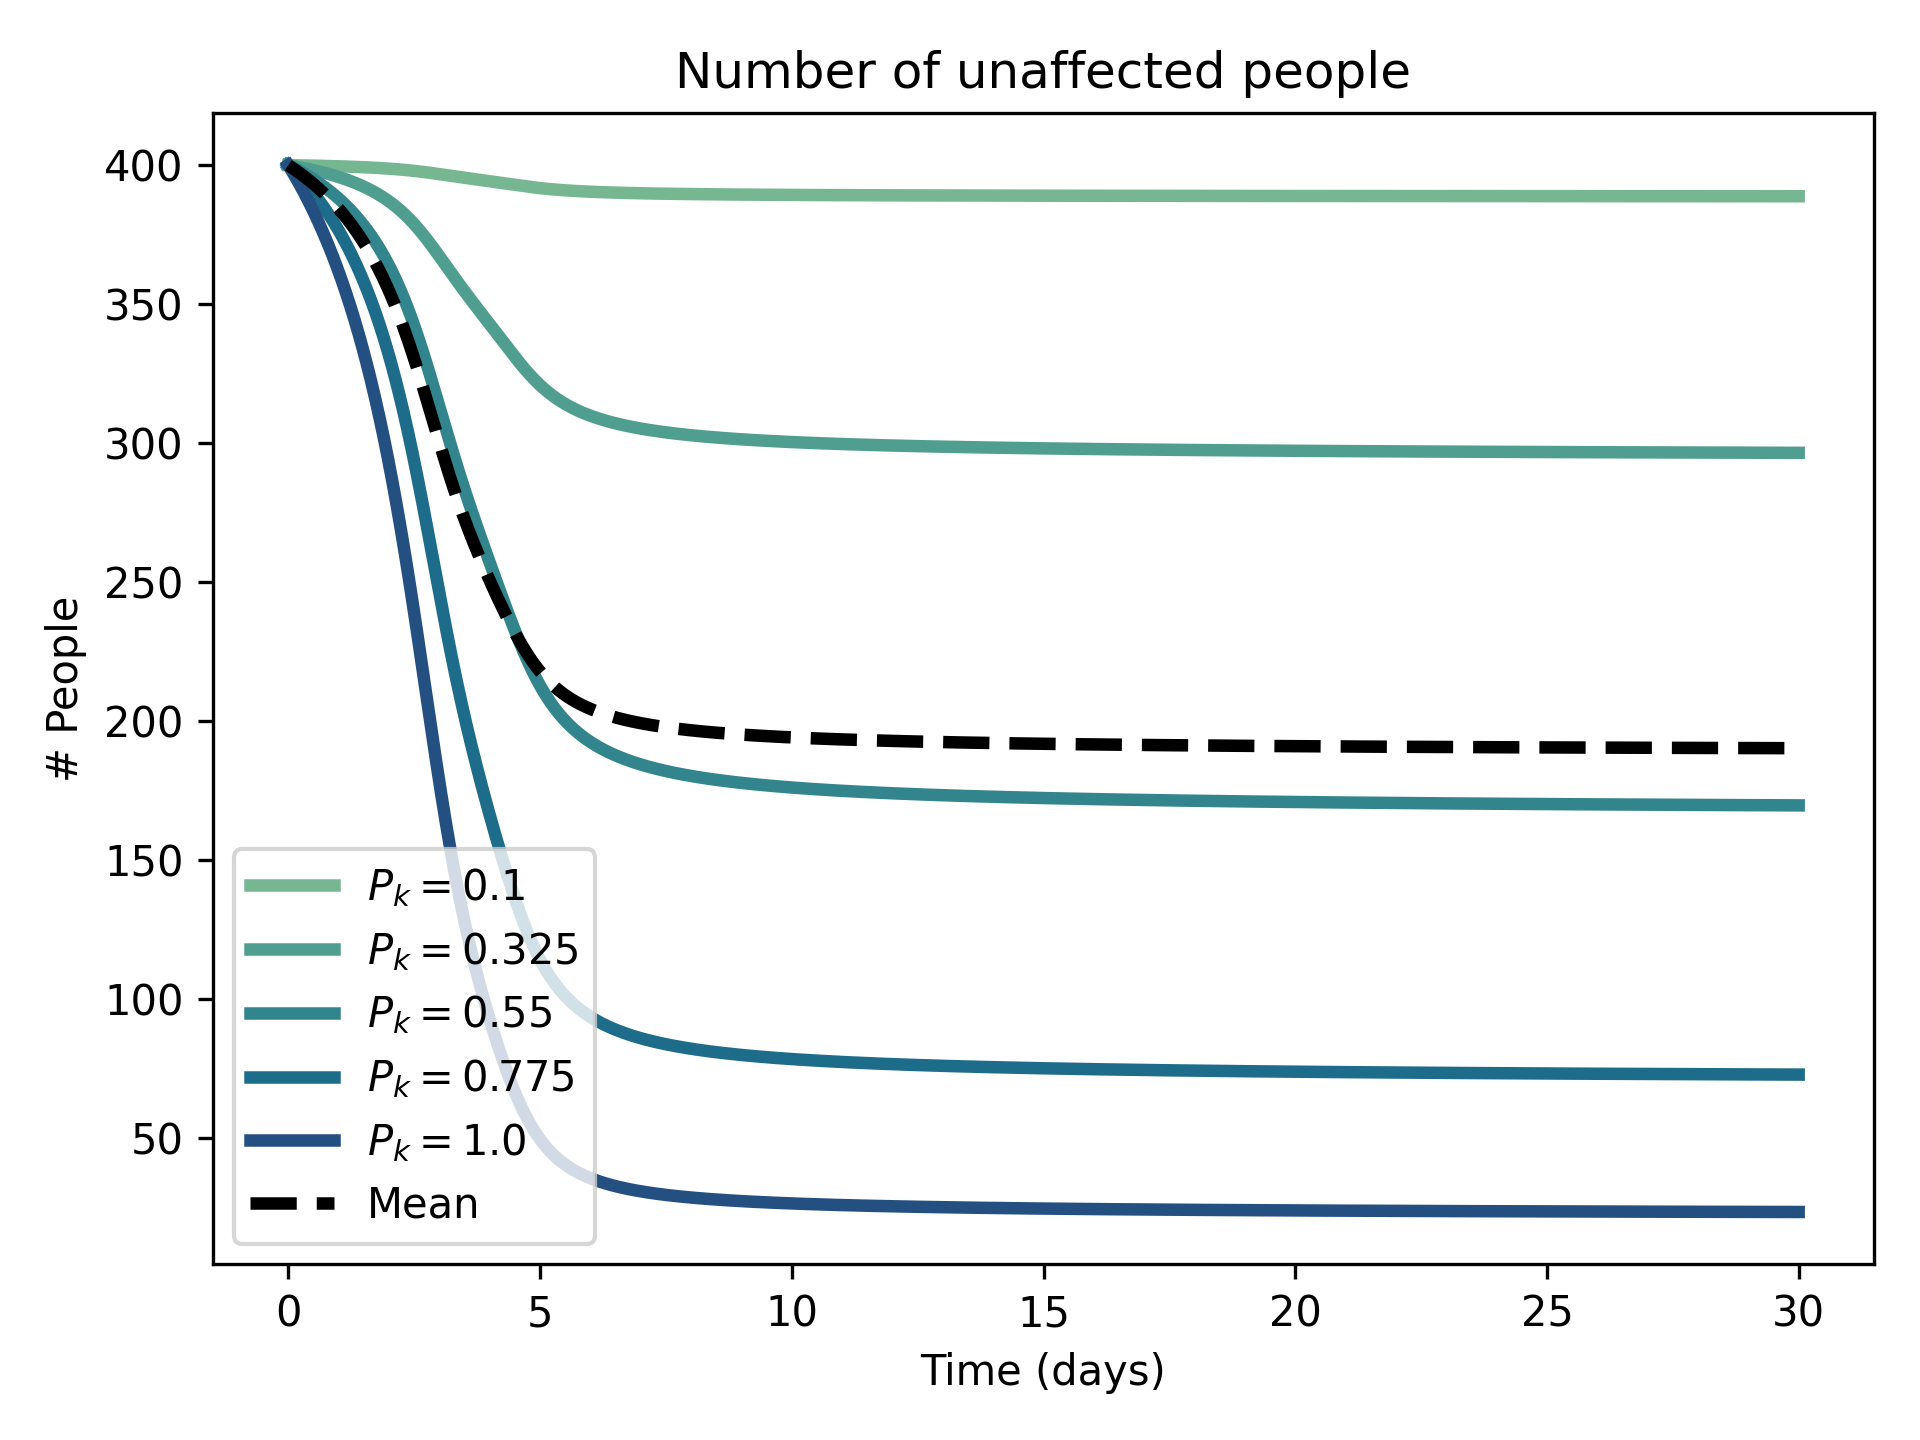 Number of unaffected people
# People
400
350
300
250
200
150
100
50
P_k = 0.1
P_k = 0.325
P_k = 0.55
P_k = 0.775
P_k = 1.0
Mean
0 5 10 15 20 25 30
Time (days)